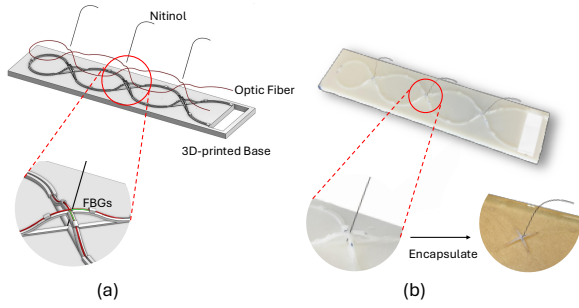 Nitinol
Optic Fiber
3D-printed Base
FBGs
Encapsulate
(a)
(b)